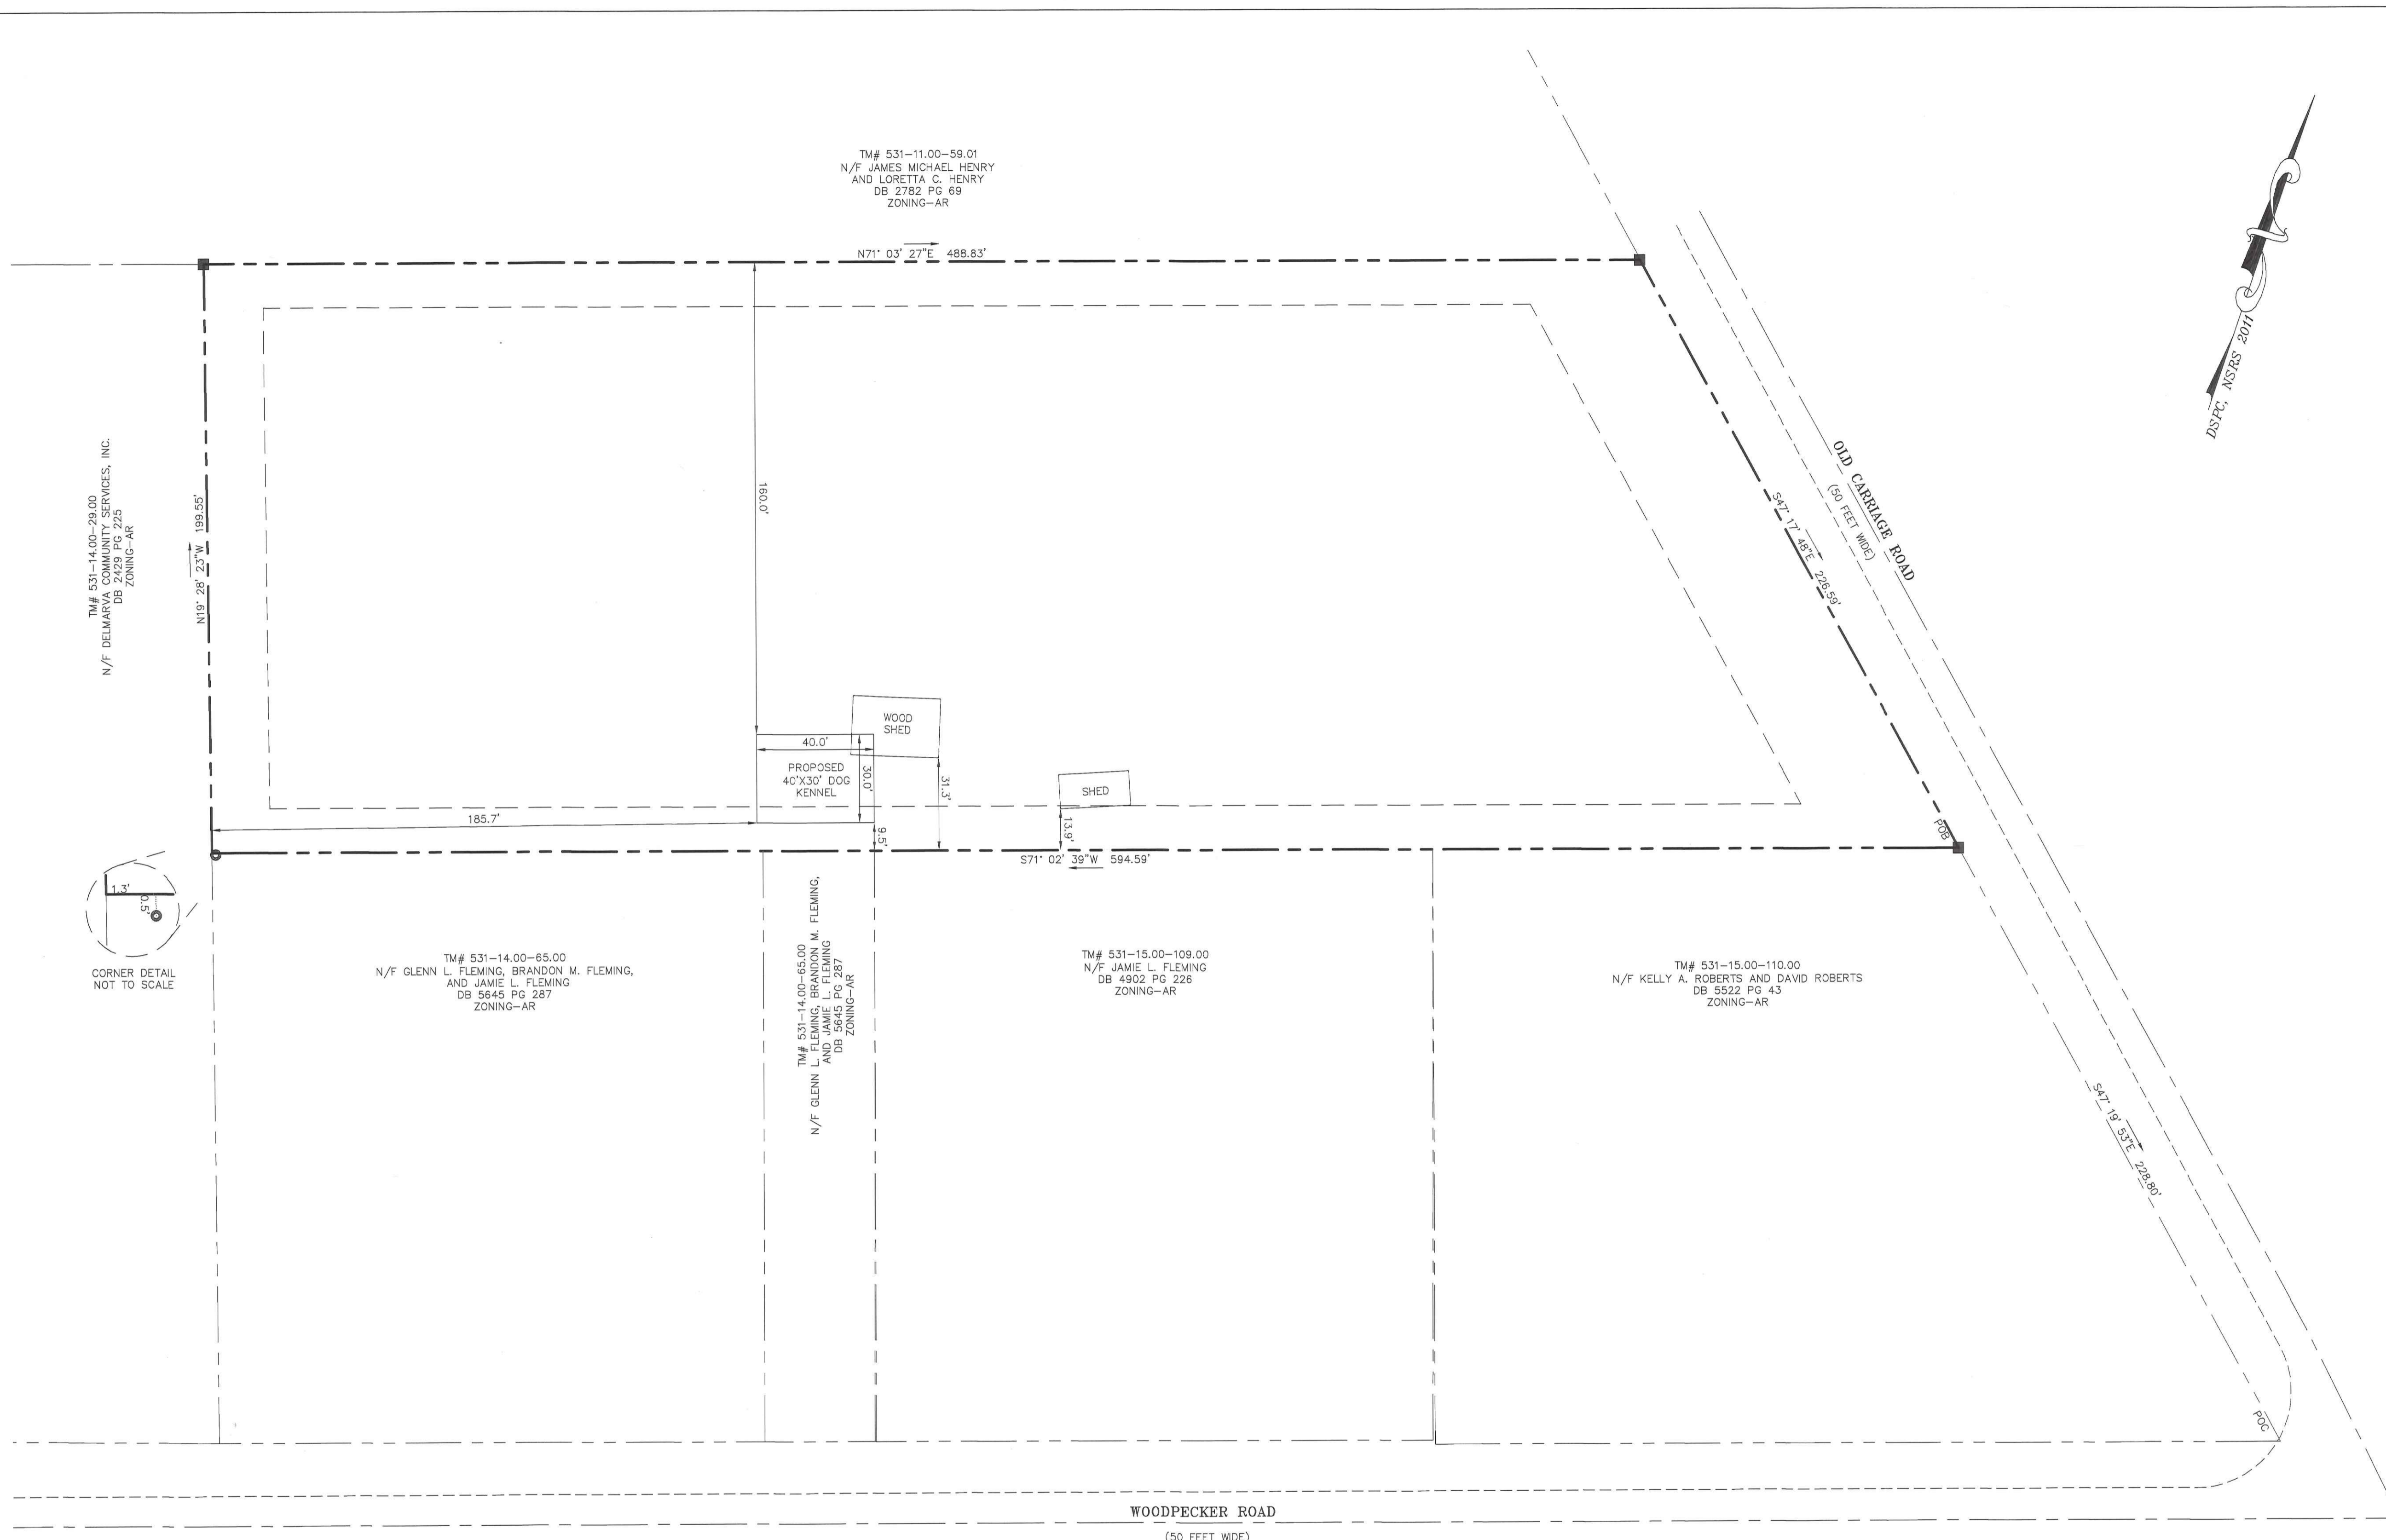 TM# 531-11.00-59.01
N/F JAMES MICHAEL HENRY
AND LORETTA C. HENRY
DB 2782 PG 69
ZONING-AR
N71° 03' 27"E 488.83'
DSPC, NSRS 2011
TM# 531-14.00-29.00
N/F DELMARVA COMMUNITY SERVICES, INC.
DB 2429 PG 225
ZONING-AR
N19° 28' 23"W 199.55'
160.0'
OLD CARRIAGE ROAD
(50 FEET WIDE)
S47° 17' 48"E 226.59'
WOOD
SHED
40.0'
PROPOSED
40'X30' DOG
KENNEL
30.0'
31.3'
SHED
185.7'
9.5'
13.9'
POB
S71° 02' 39"W 594.59'
1.3'
0.5'
CORNER DETAIL
NOT TO SCALE
TM# 531-14.00-65.00
N/F GLENN L. FLEMING, BRANDON M. FLEMING,
AND JAMIE L. FLEMING
DB 5645 PG 287
ZONING-AR
TM# 531-14.00-65.00
N/F GLENN L. FLEMING, BRANDON M. FLEMING,
AND JAMIE L. FLEMING
DB 5645 PG 287
ZONING-AR
TM# 531-15.00-109.00
N/F JAMIE L. FLEMING
DB 4902 PG 226
ZONING-AR
TM# 531-15.00-110.00
N/F KELLY A. ROBERTS AND DAVID ROBERTS
DB 5522 PG 43
ZONING-AR
S47° 19' 53"E 228.80'
POC
WOODPECKER ROAD
(50 FEET WIDE)